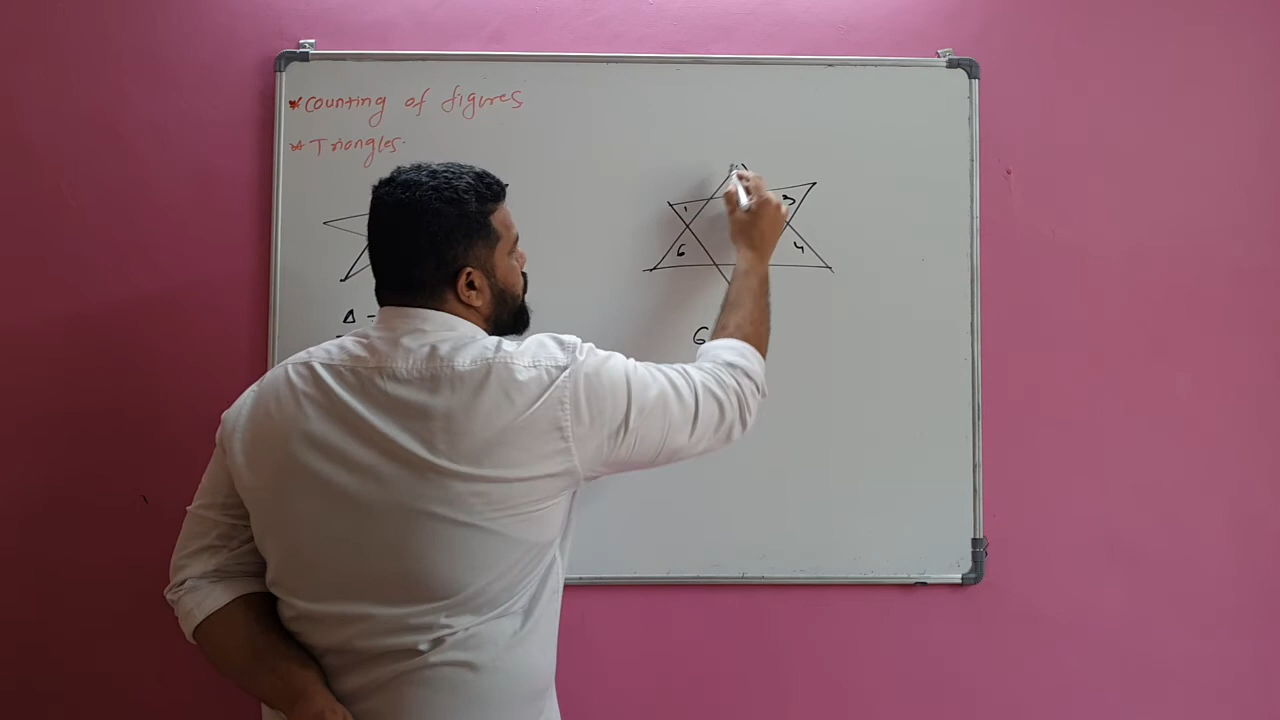 * Counting of figures
* Triangles.
1
3
6
4
Δ -
6